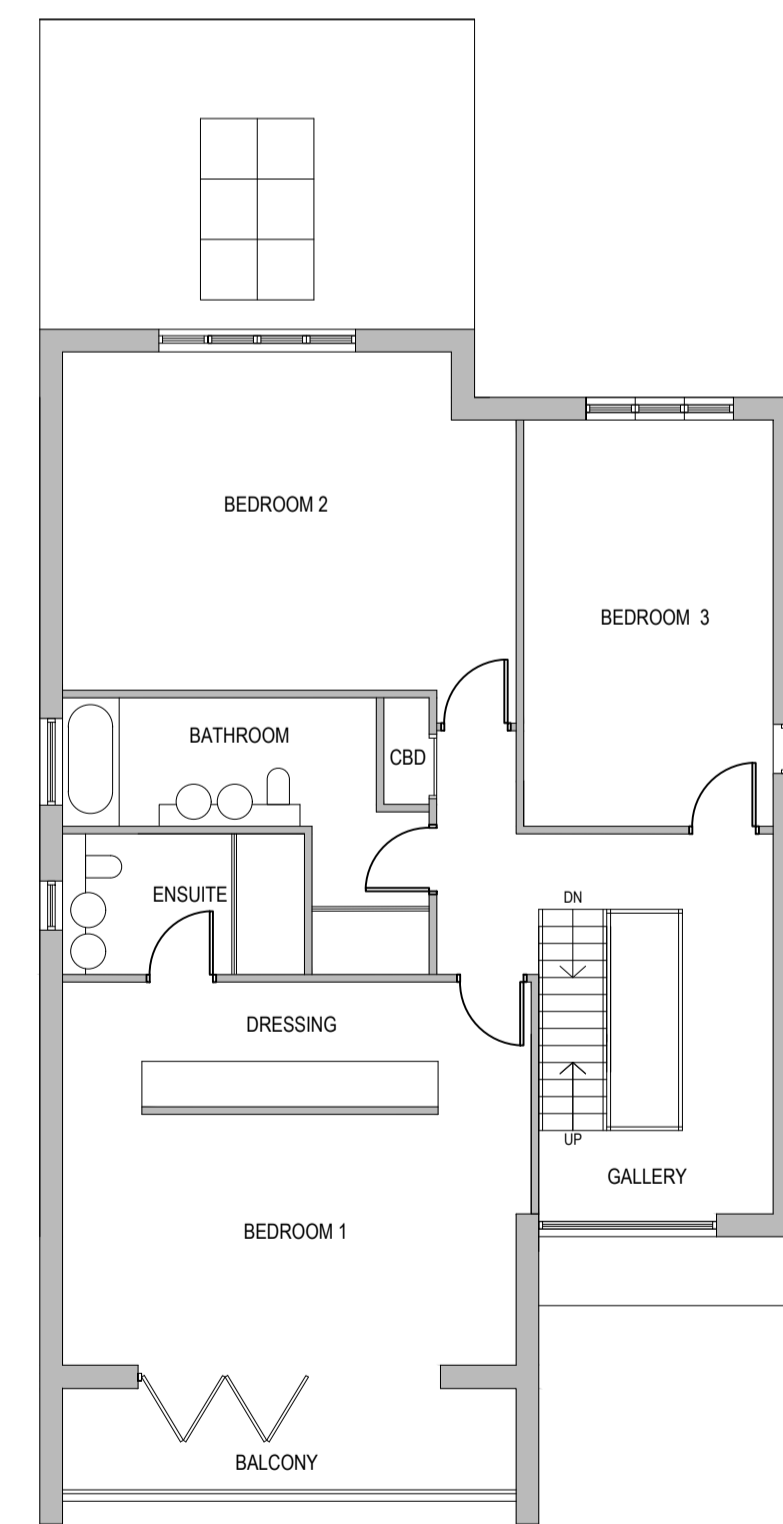 BEDROOM 2
BEDROOM 3
BATHROOM
CBD
ENSUITE
DN
DRESSING
UP
GALLERY
BEDROOM 1
BALCONY